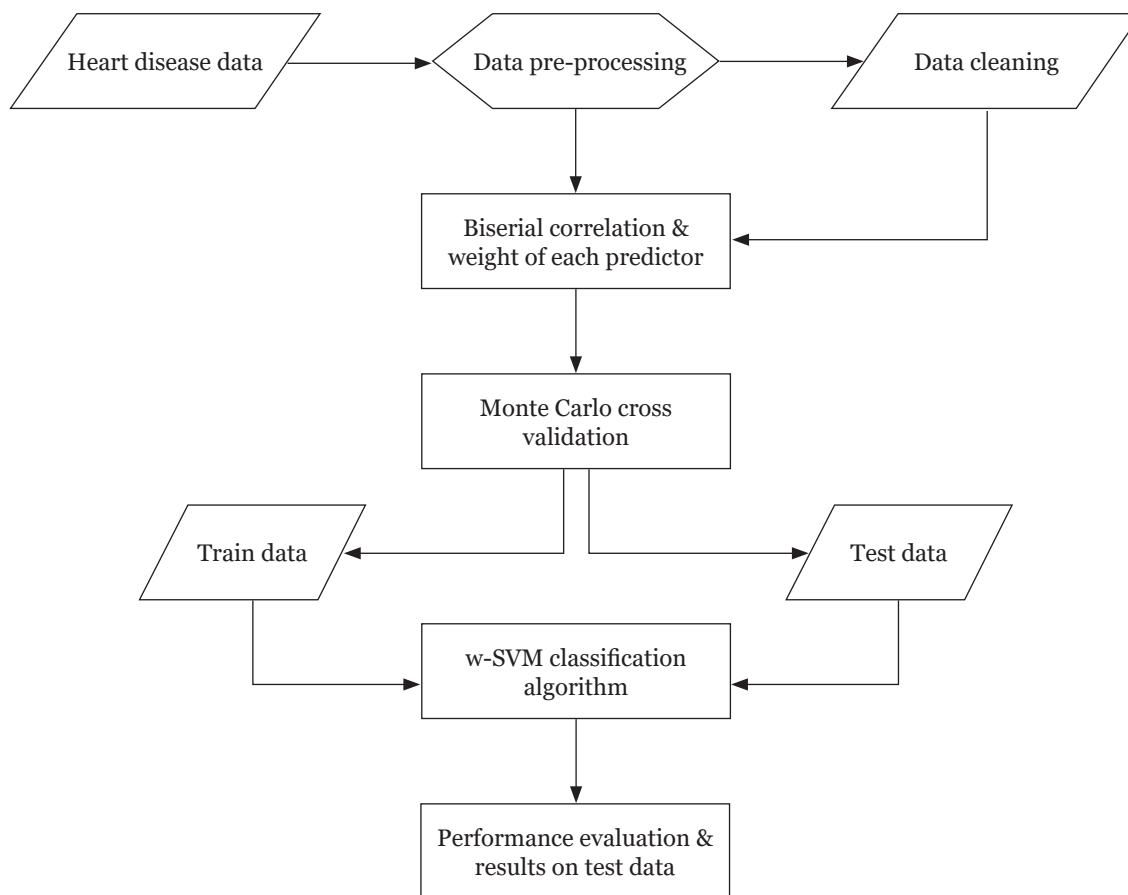 Heart disease data
Data pre-processing
Data cleaning
Biserial correlation &
weight of each predictor
Monte Carlo cross
validation
Train data
Test data
w-SVM classification
algorithm
Performance evaluation &
results on test data